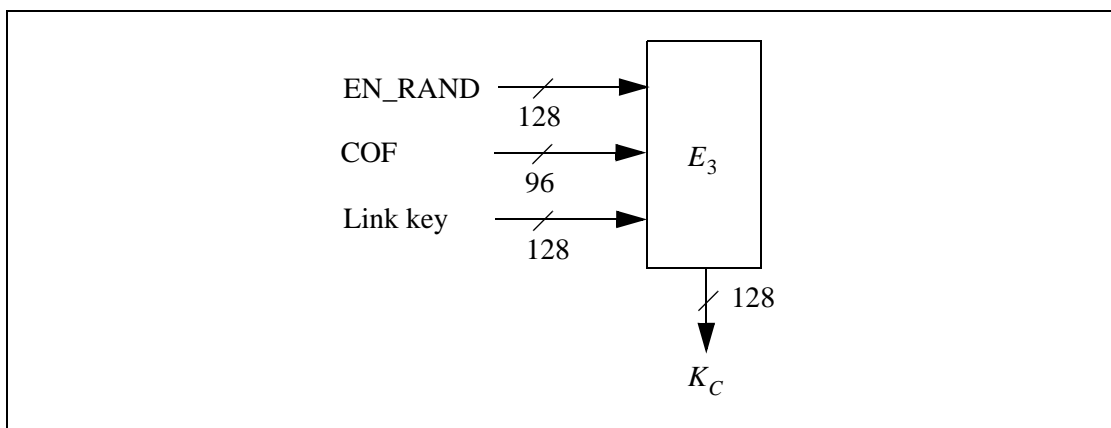 EN_RAND
128
COF
96
Link key
128
E3
128
KC